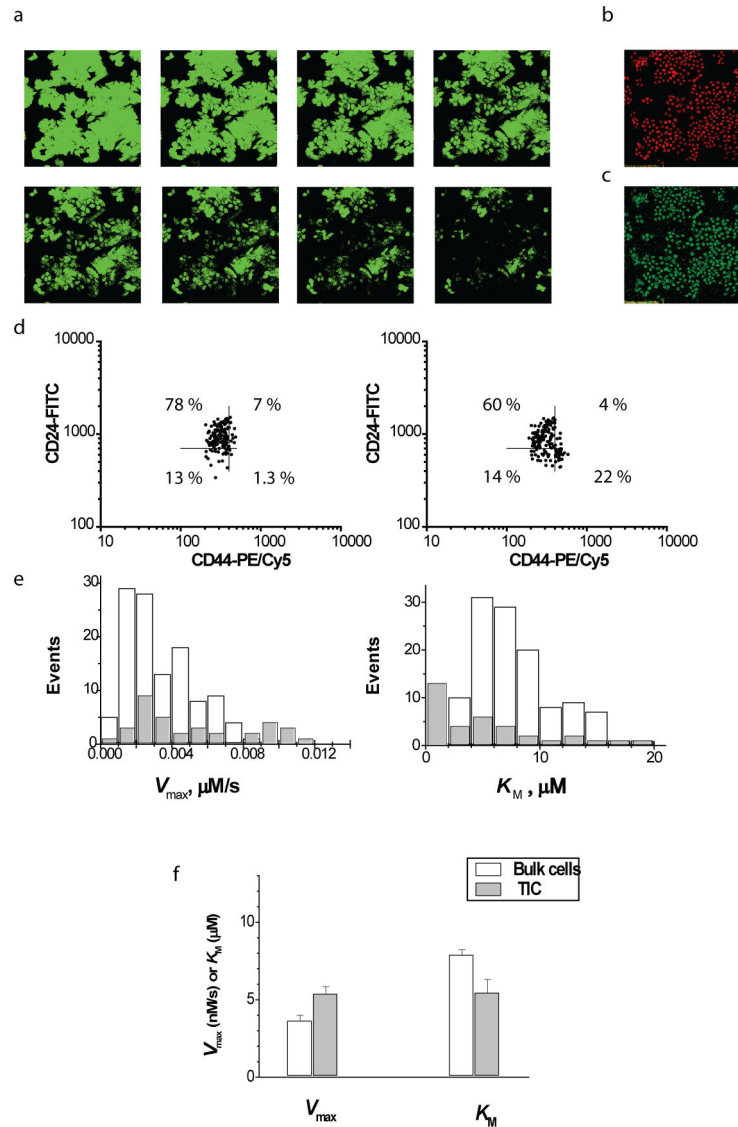 a
b
c
d
10000
1000
100
CD24-FITC
78 %
7 %
13 %
1.3 %
10
100
1000
10000
CD44-PE/Cy5
10000
1000
100
CD24-FITC
60 %
4 %
14 %
22 %
10
100
1000
10000
CD44-PE/Cy5
e
30
20
10
0
Events
0.000
0.004
0.008
0.012
Vmax, µM/s
30
20
10
0
Events
0
10
20
KM , µM
f
Bulk cells
TIC
10
5
0
Vmax (nM/s) or KM (µM)
Vmax
KM